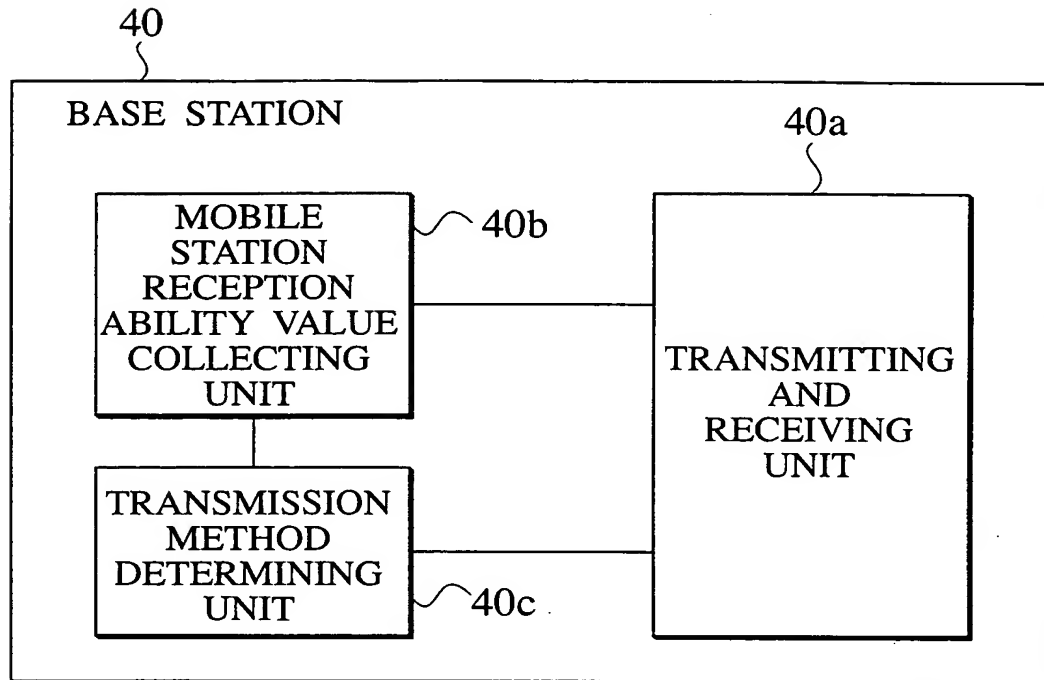 40
BASE STATION
40a
MOBILE
STATION
RECEPTION
ABILITY VALUE
COLLECTING
UNIT
40b
TRANSMITTING
AND
RECEIVING
UNIT
TRANSMISSION
METHOD
DETERMINING
UNIT
40c